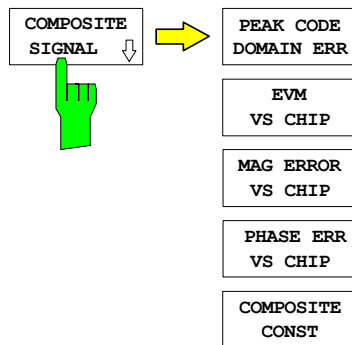 COMPOSITE
SIGNAL
PEAK CODE
DOMAIN ERR
EVM
VS CHIP
MAG ERROR
VS CHIP
PHASE ERR
VS CHIP
COMPOSITE
CONST